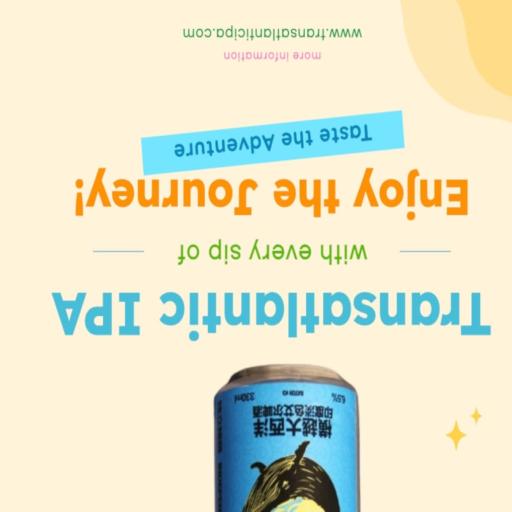 横越大西洋
印度淡色艾尔啤酒
6.5% 330ml
Transatlantic IPA
with every sip of
Enjoy the Journey!
Taste the Adventure
more information
www.transatlanticipa.com